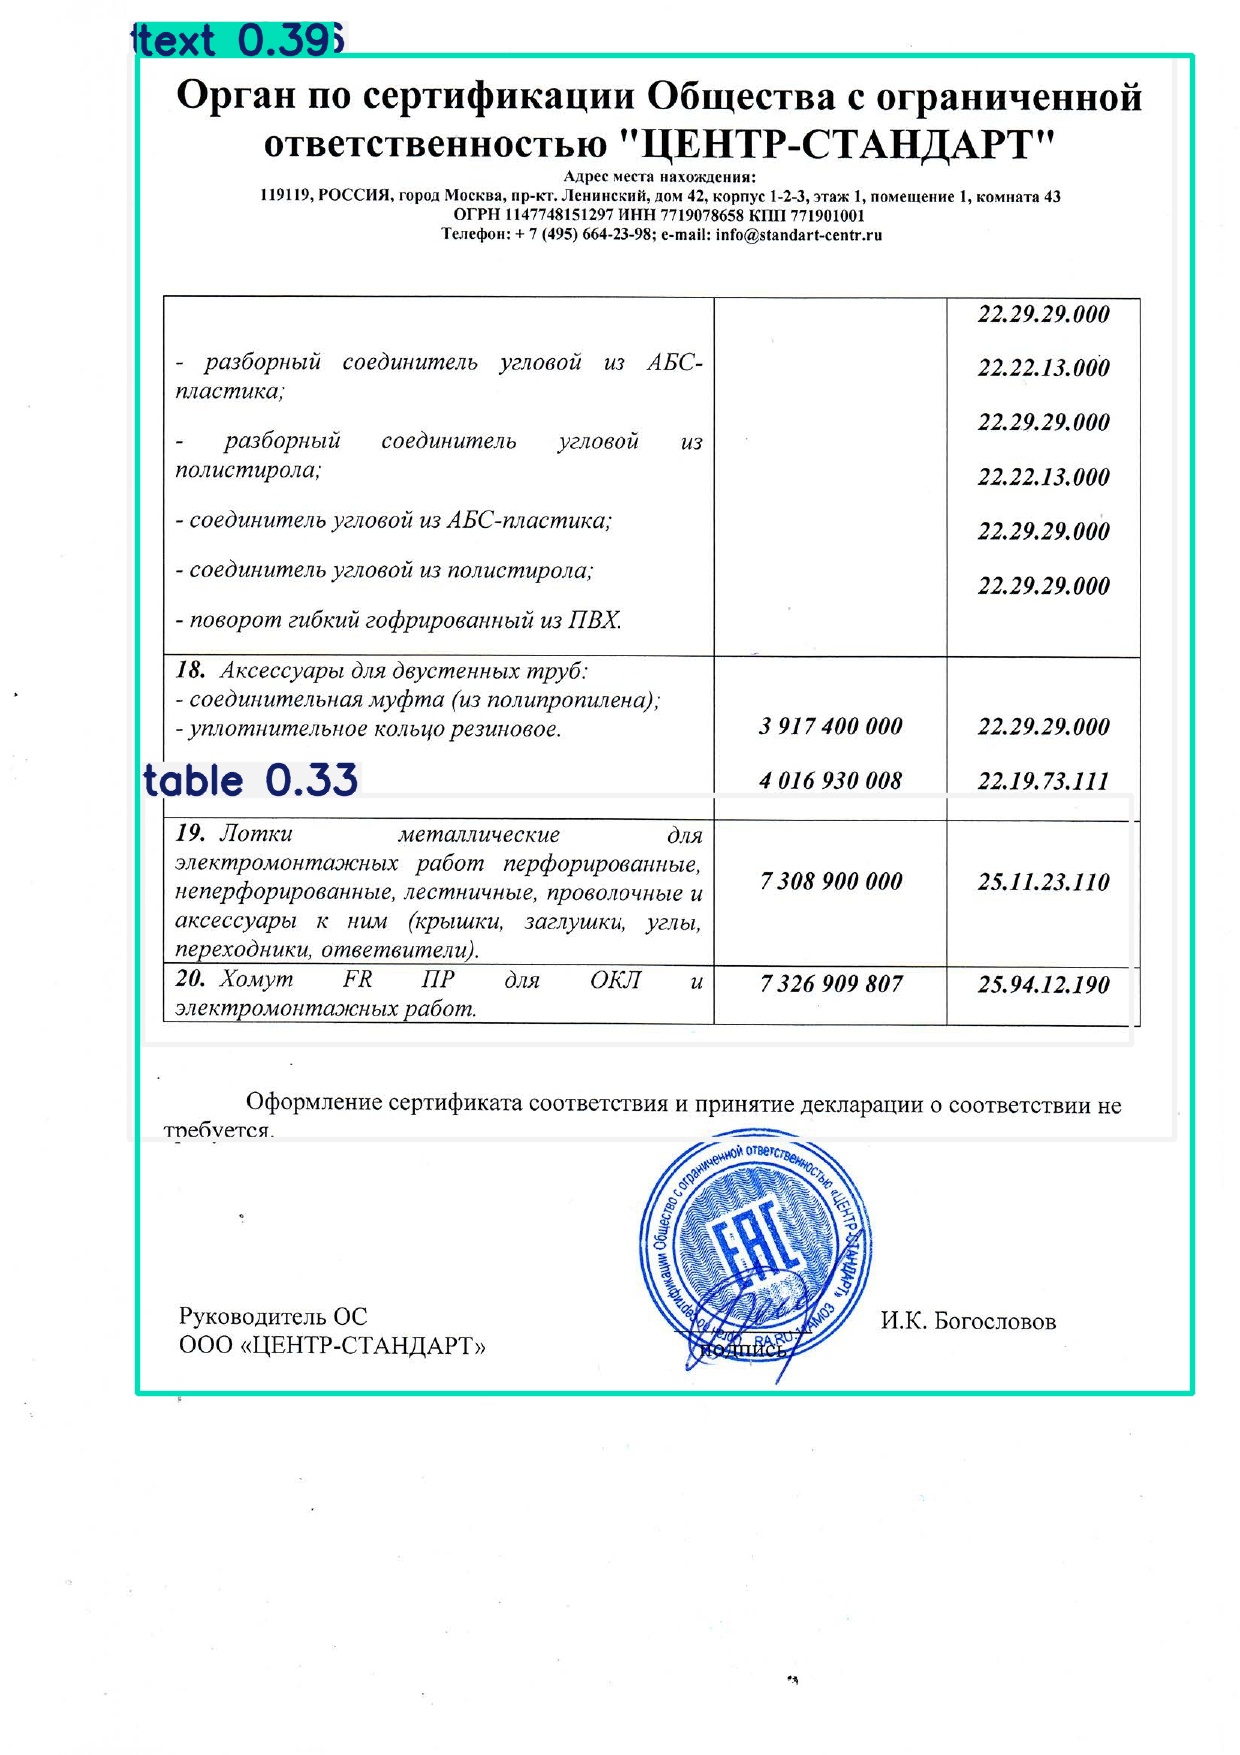 text 0.39
Орган по сертификации Общества с ограниченной
ответственностью "ЦЕНТР-СТАНДАРТ"
Адрес места нахождения:
119119, РОССИЯ, город Москва, пр-кт. Ленинский, дом 42, корпус 1-2-3, этаж 1, помещение 1, комната 43
ОГРН 1147748151297 ИНН 7719078658 КПП 771901001
Телефон: + 7 (495) 664-23-98; e-mail: info@standart-centr.ru
22.29.29.000
- разборный соединитель угловой из АБС-
пластика;
22.22.13.000
22.29.29.000
- разборный соединитель угловой из
полистирола;
22.22.13.000
- соединитель угловой из АБС-пластика;
22.29.29.000
- соединитель угловой из полистирола;
22.29.29.000
- поворот гибкий гофрированный из ПВХ.
18. Аксессуары для двустенных труб:
- соединительная муфта (из полипропилена);
- уплотнительное кольцо резиновое.
3 917 400 000 22.29.29.000
table 0.33
4 016 930 008 22.19.73.111
19. Лотки металлические для
электромонтажных работ перфорированные,
неперфорированные, лестничные, проволочные и
аксессуары к ним (крышки, заглушки, углы,
переходники, ответвители).
7 308 900 000 25.11.23.110
20. Хомут FR ПР для ОКЛ и
электромонтажных работ.
7 326 909 807 25.94.12.190
Оформление сертификата соответствия и принятие декларации о соответствии не
требуется.
Орган по сертификации Общество с ограниченной ответственностью «ЦЕНТР-СТАНДАРТ»
EAC
RA.RU.11АМ03
Руководитель ОС
ООО «ЦЕНТР-СТАНДАРТ»
подпись
И.К. Богословов